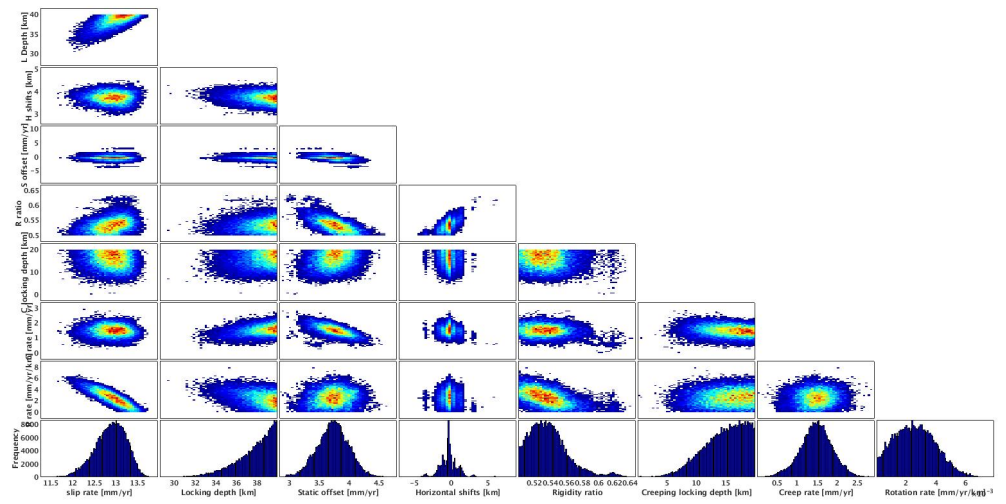 L Depth [km]
40
35
30
H shifts [km]
5
4
3
S offset [mm/yr]
10
5
0
-5
R ratio
0.65
0.6
0.55
0.5
locking depth [km]
20
10
0
rate [mm/yr]
3
2
1
0
rate [mm/yr/km]
8
6
4
2
0
Frequency
8000
6000
4000
2000
0
11.5 12 12.5 13 13.5
30 32 34 36 38
3 3.5 4 4.5
-5 0 5
0.52 0.54 0.56 0.58 0.6 0.62 0.64
5 10 15
0.5 1 1.5 2 2.5
0 2 4 6
slip rate [mm/yr]
Locking depth [km]
Static offset [mm/yr]
Horizontal shifts [km]
Rigidity ratio
Creeping locking depth [km]
Creep rate [mm/yr]
Rotation rate [mm/yr/km]